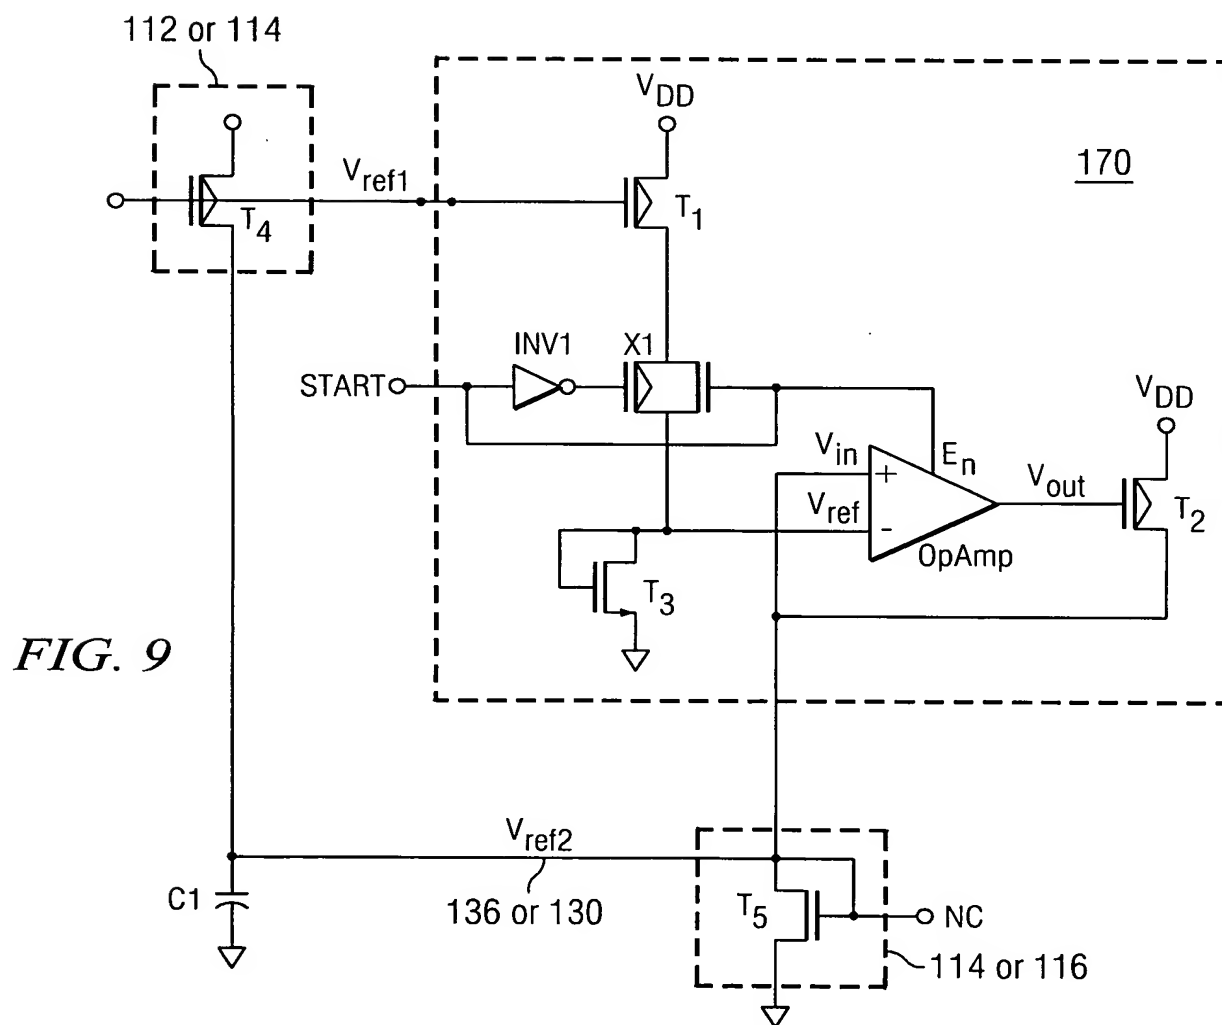 112 or 114
VDD
170
Vref1
T4
T1
INV1
X1
START
VDD
Vin
En
Vout
+
T2
Vref
-
OpAmp
T3
FIG. 9
Vref2
C1
136 or 130
T5
NC
114 or 116